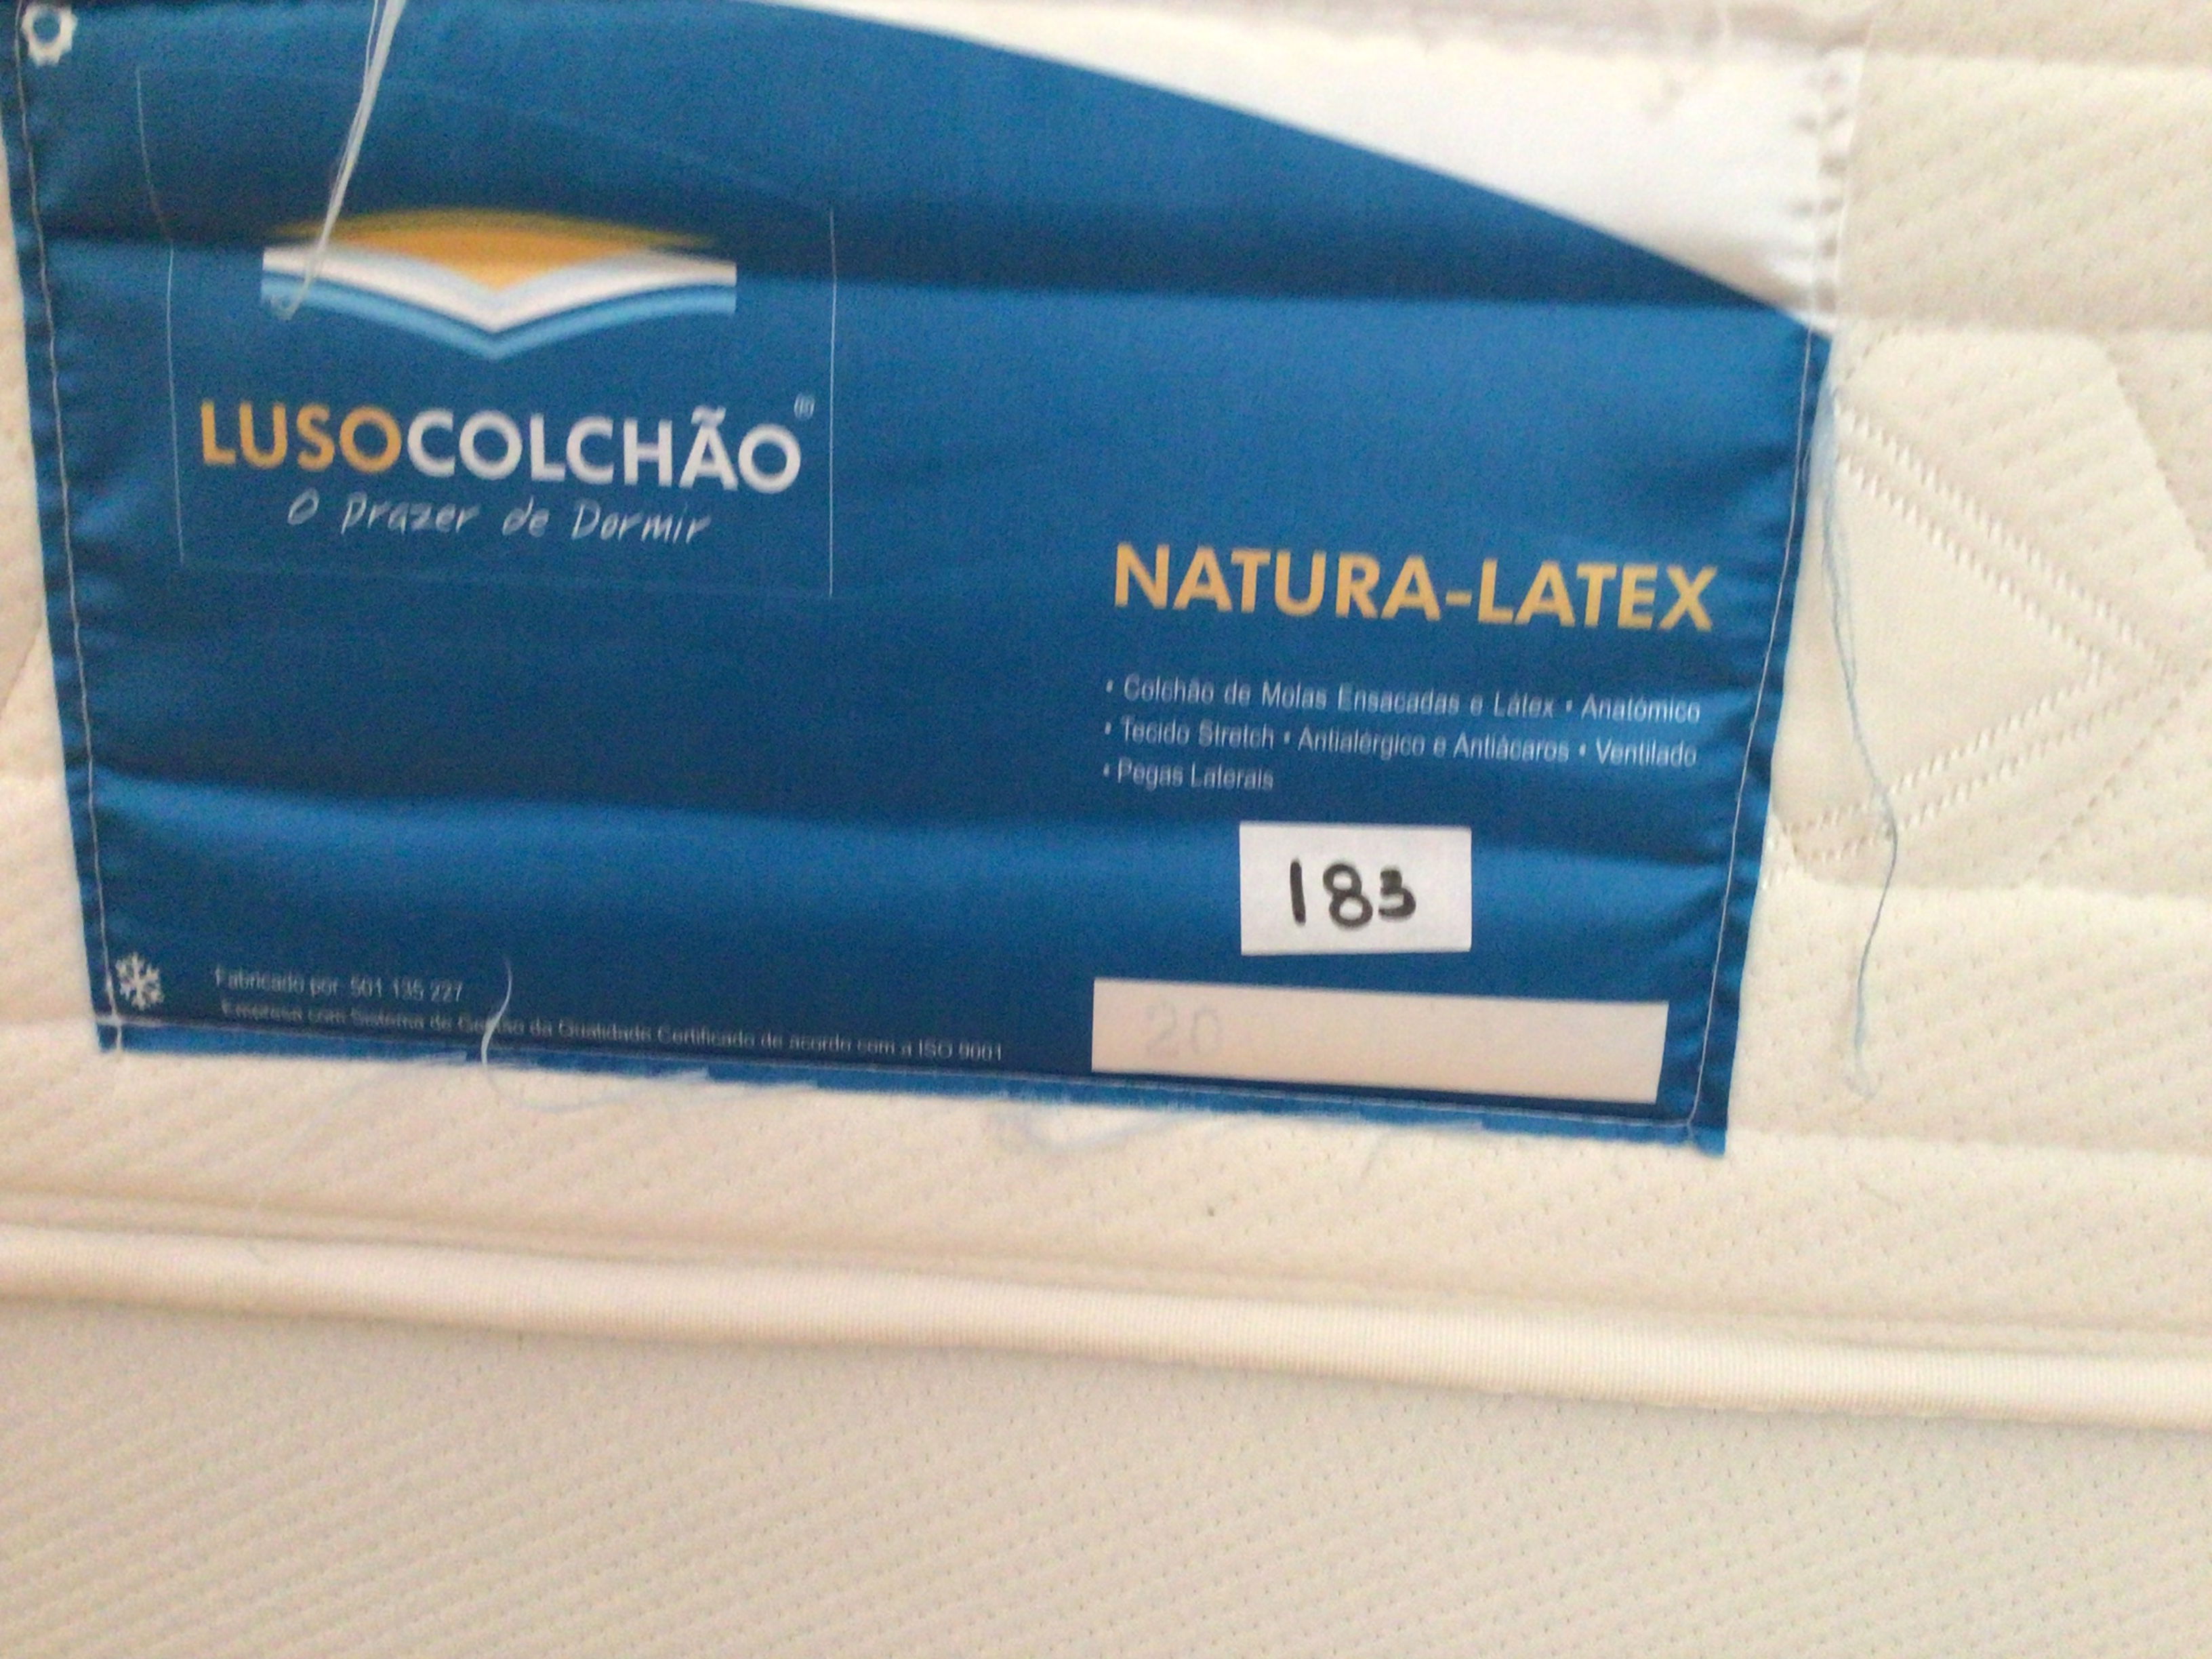 LUSOCOLCHÃO®
O prazer de Dormir
NATURA-LATEX
• Colchão de Molas Ensacadas e Látex • Anatómico
• Tecido Stretch • Antialérgico e Antiácaros • Ventilado
• Pegas Laterais
183
20
Fabricado por: 501 135 227
Empresa com Sistema de Gestão da Qualidade Certificado de acordo com a ISO 9001